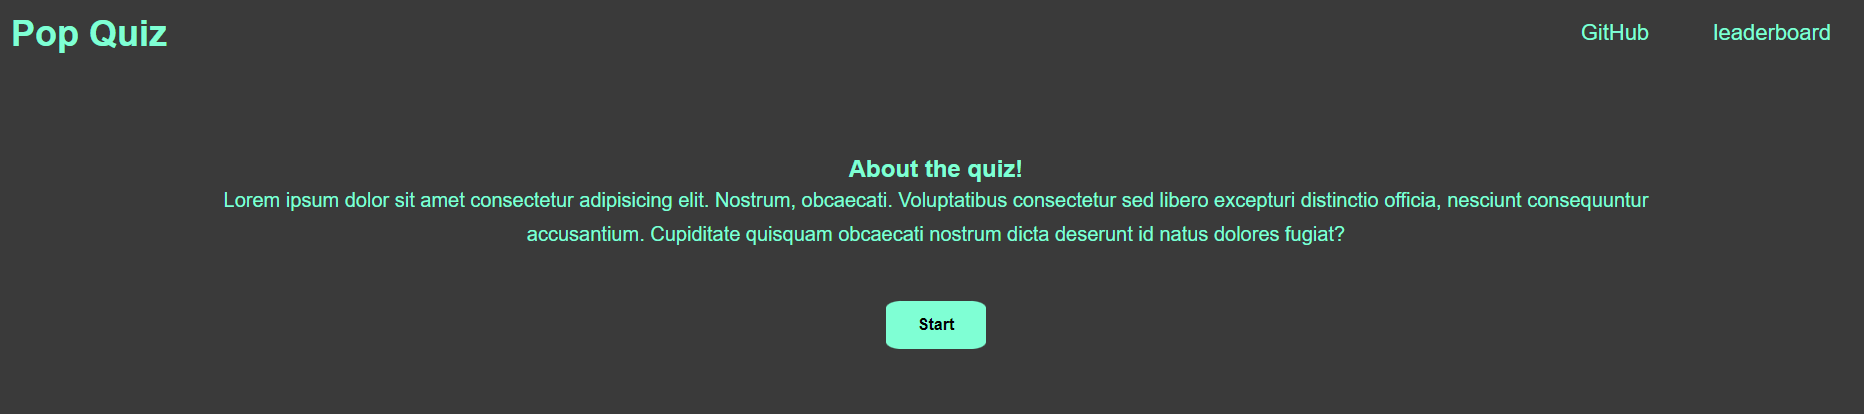 Pop Quiz
GitHub
leaderboard
About the quiz!
Lorem ipsum dolor sit amet consectetur adipisicing elit. Nostrum, obcaecati. Voluptatibus consectetur sed libero excepturi distinctio officia, nesciunt consequuntur
accusantium. Cupiditate quisquam obcaecati nostrum dicta deserunt id natus dolores fugiat?
Start